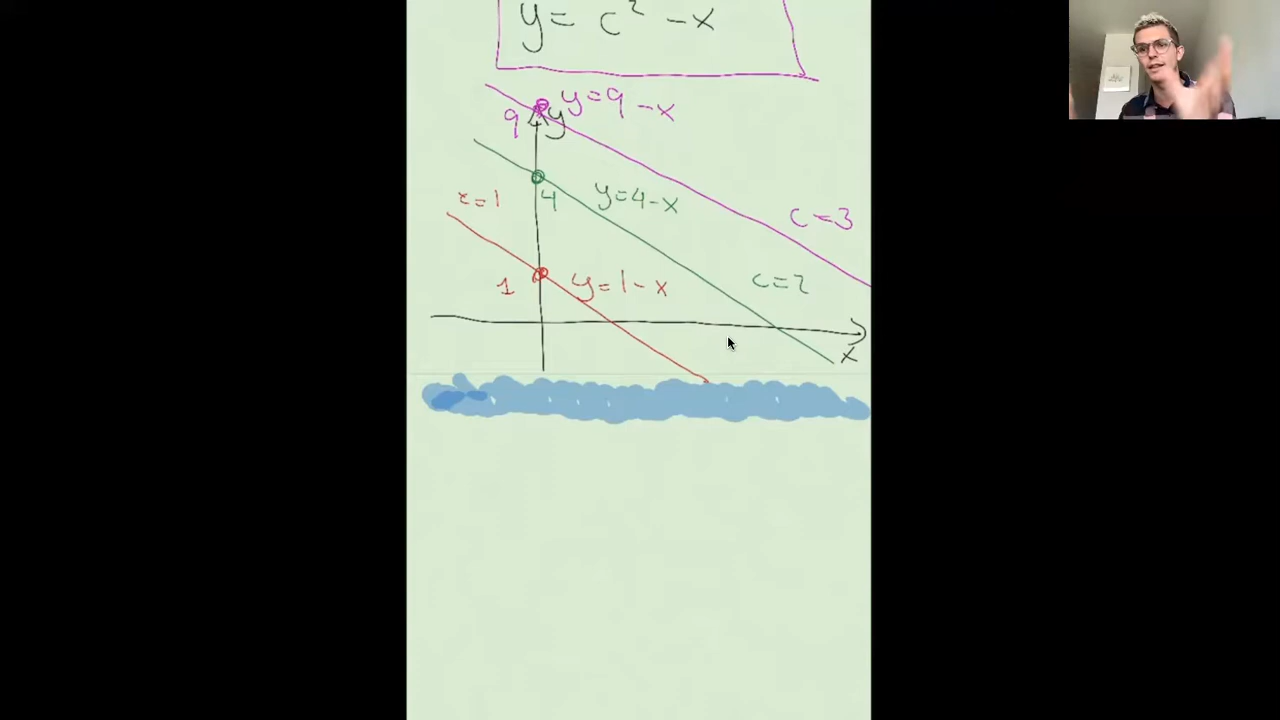 y = c² - x
y=9-x
9
y
y=4-x
4
c=1
c=3
c=2
y=1-x
1
x